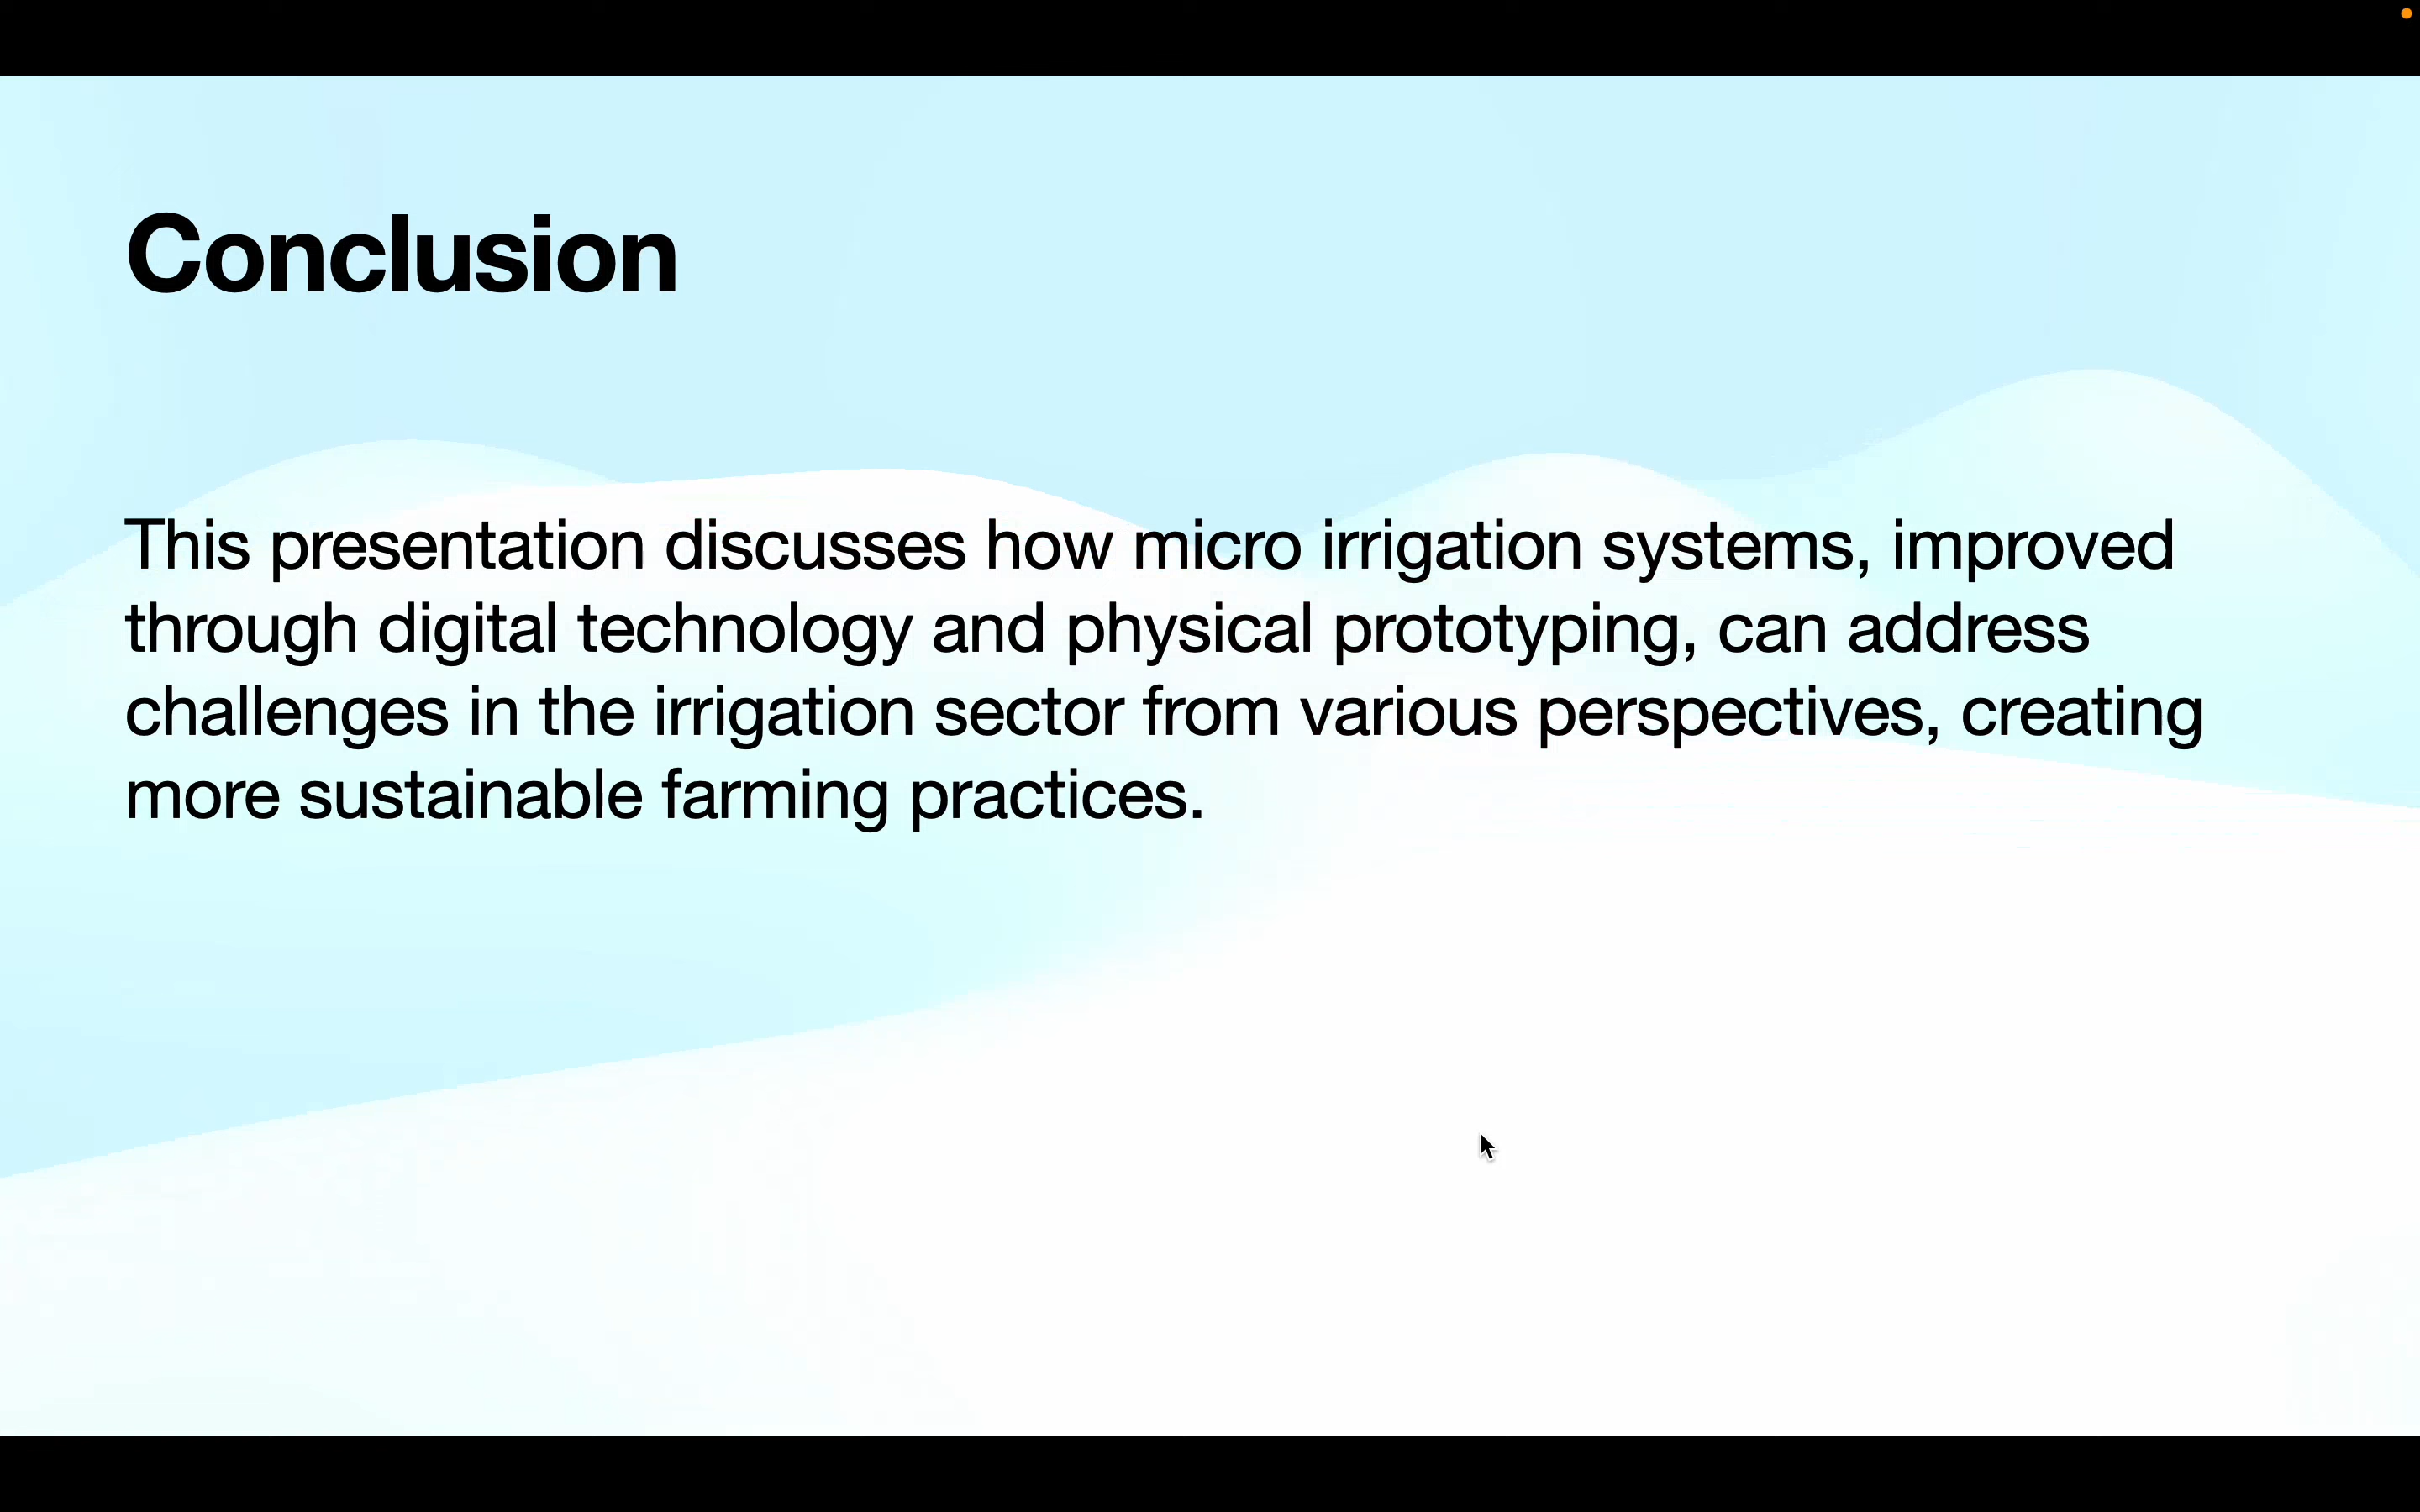 Conclusion
This presentation discusses how micro irrigation systems, improved
through digital technology and physical prototyping, can address
challenges in the irrigation sector from various perspectives, creating
more sustainable farming practices.